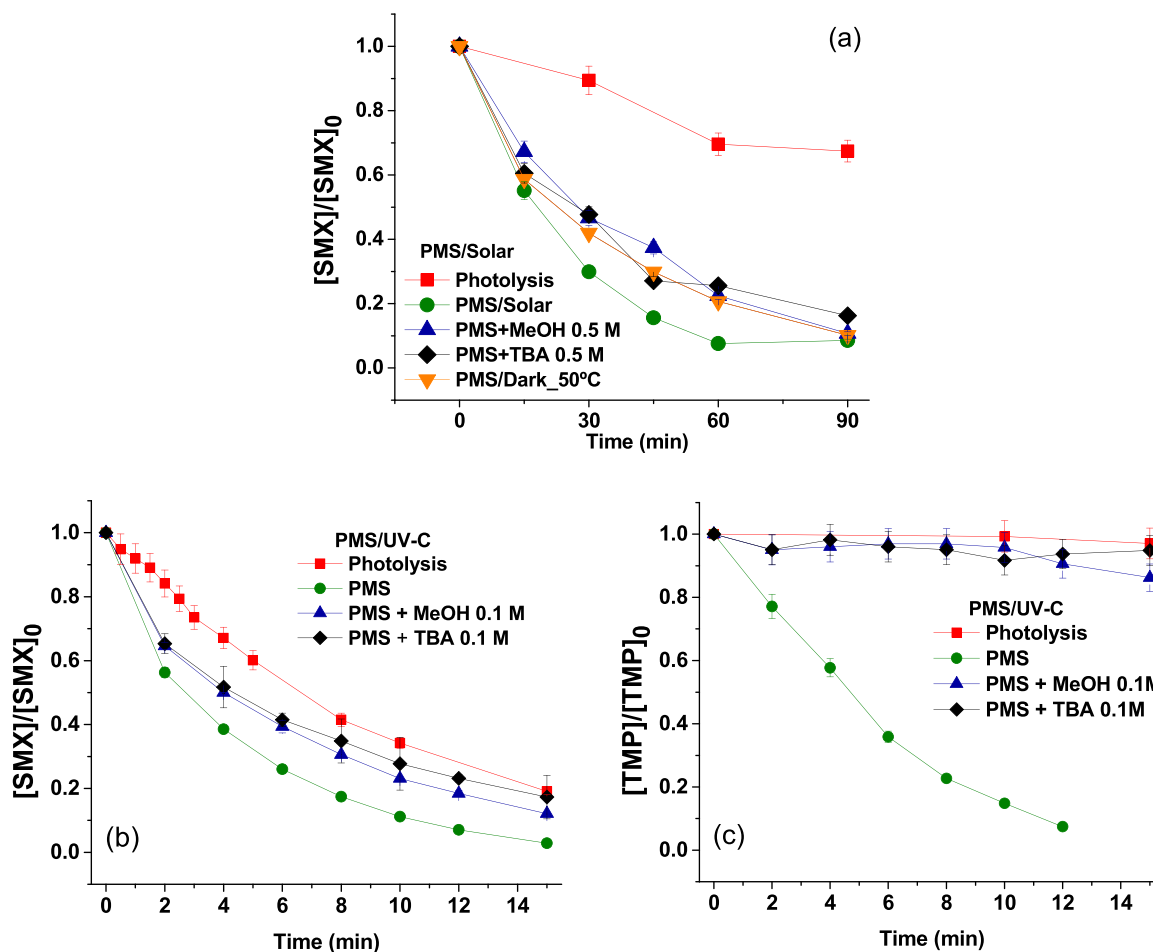 (a)
1.0
0.8
0.6
0.4
0.2
0.0
[SMX]/[SMX]0
PMS/Solar
Photolysis
PMS/Solar
PMS+MeOH 0.5 M
PMS+TBA 0.5 M
PMS/Dark_50ºC
0 30 60 90
Time (min)
1.0
0.8
0.6
0.4
0.2
0.0
[SMX]/[SMX]0
PMS/UV-C
Photolysis
PMS
PMS + MeOH 0.1 M
PMS + TBA 0.1 M
(b)
0 2 4 6 8 10 12 14
Time (min)
1.0
0.8
0.6
0.4
0.2
0.0
[TMP]/[TMP]0
PMS/UV-C
Photolysis
PMS
PMS + MeOH 0.1M
PMS + TBA 0.1M
(c)
0 2 4 6 8 10 12 14
Time (min)